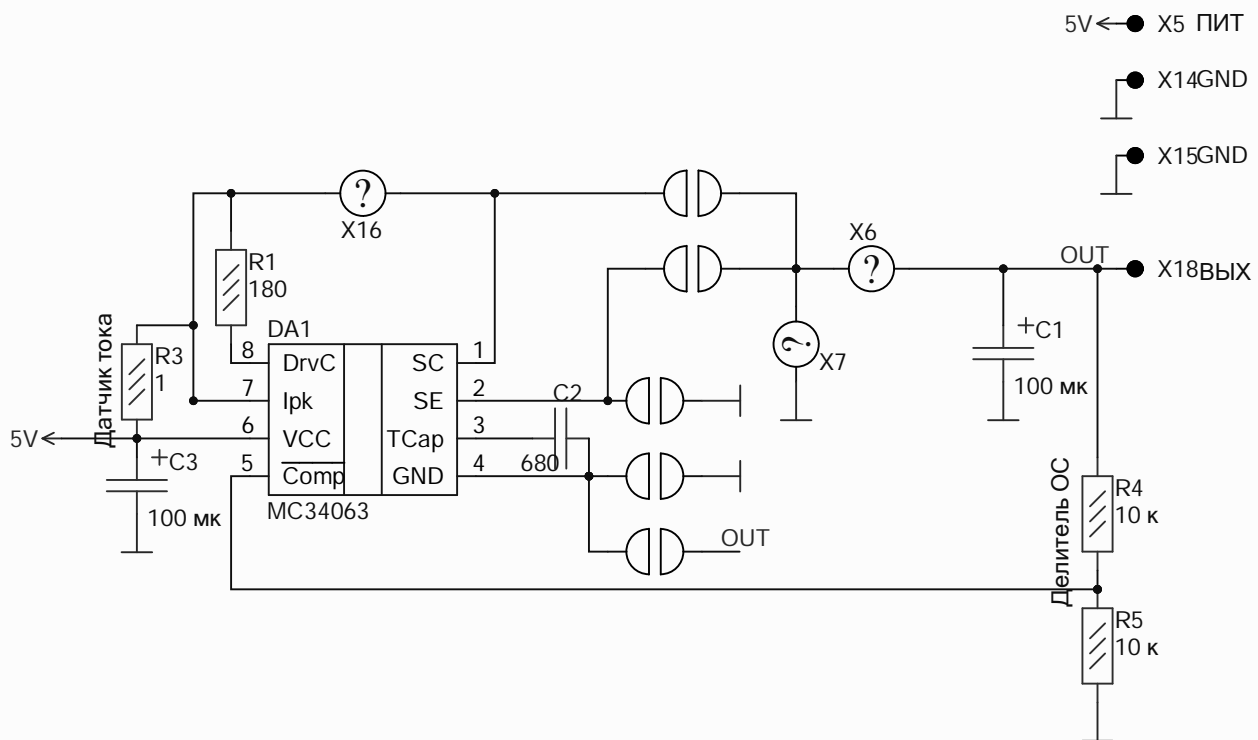 5V X5 ПИТ
X14GND
X15GND
? X16
? X6
OUT X18ВЫХ
R1
180
DA1
Датчик тока
R3
1
? X7
+C1
100 мк
8 DrvC SC 1
7 Ipk SE 2
C2
5V 6 VCC TCap 3
680
5 Comp GND 4
+C3
100 мк
MC34063
OUT
Делитель ОС
R4
10 к
R5
10 к